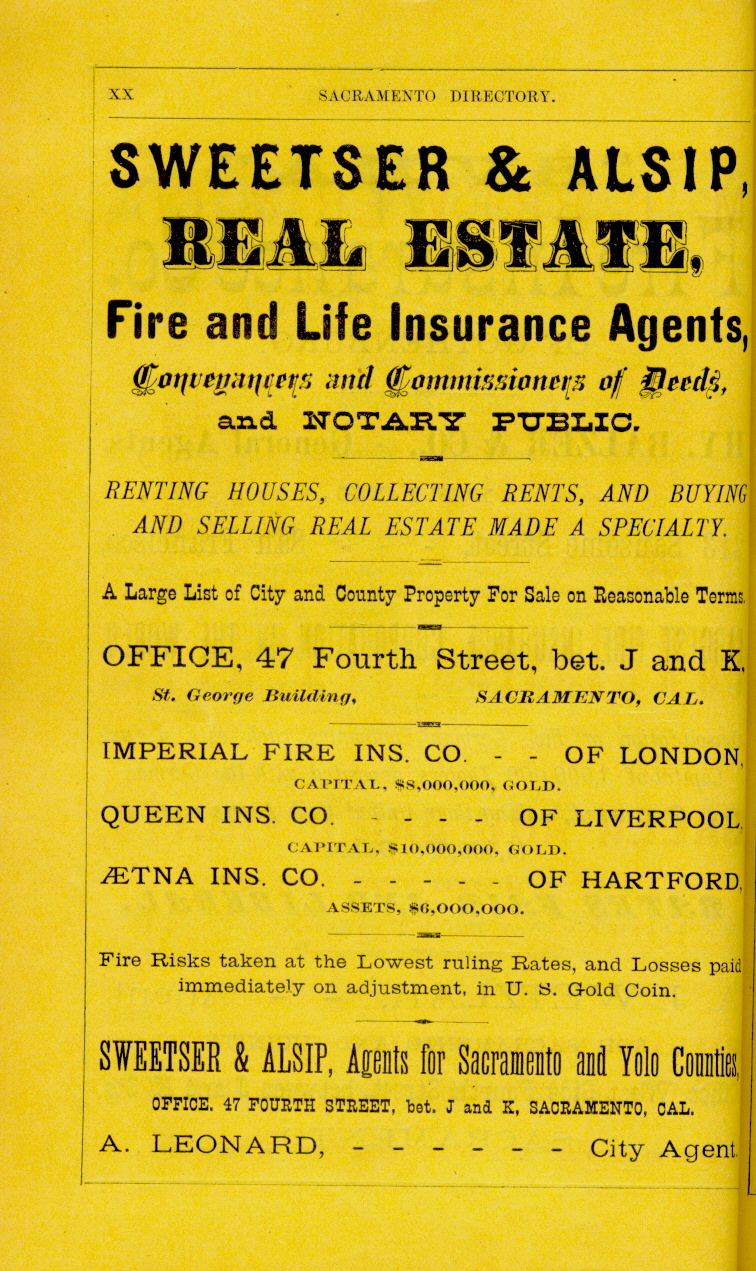 XX SACRAMENTO DIRECTORY.
SWEETSER & ALSIP,
REAL ESTATE,
Fire and Life Insurance Agents,
Conveyancers and Commissioners of Deeds,
and NOTARY PUBLIC.
RENTING HOUSES, COLLECTING RENTS, AND BUYING
AND SELLING REAL ESTATE MADE A SPECIALTY.
A Large List of City and County Property For Sale on Reasonable Terms.
OFFICE, 47 Fourth Street, bet. J and K,
St. George Building, SACRAMENTO, CAL.
IMPERIAL FIRE INS. CO. - - OF LONDON,
CAPITAL, $8,000,000, GOLD.
QUEEN INS. CO. - - - - OF LIVERPOOL,
CAPITAL, $10,000,000, GOLD.
ÆTNA INS. CO. - - - - - OF HARTFORD,
ASSETS, $6,000,000.
Fire Risks taken at the Lowest ruling Rates, and Losses paid
immediately on adjustment, in U. S. Gold Coin.
SWEETSER & ALSIP, Agents for Sacramento and Yolo Counties,
OFFICE. 47 FOURTH STREET, bet. J and K, SACRAMENTO, CAL.
A. LEONARD, - - - - - - City Agent.